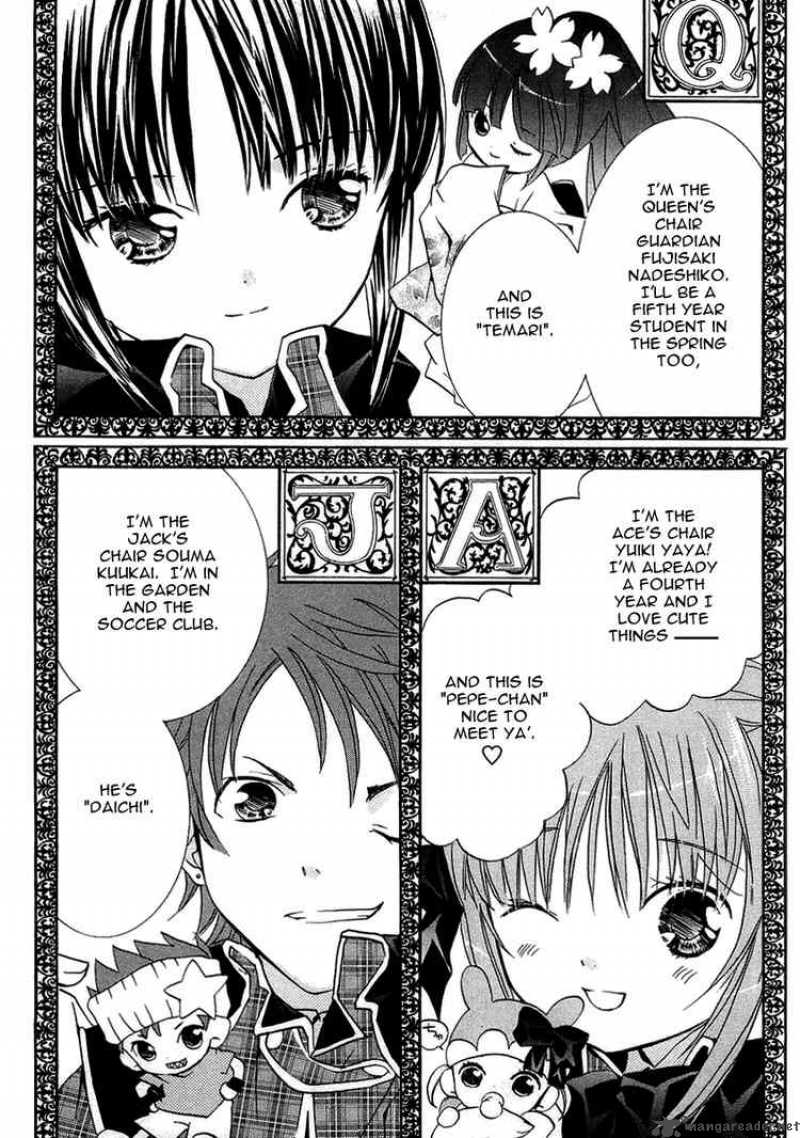 Q
I'M THE
QUEEN'S
CHAIR
GUARDIAN
FUJISAKI
NADESHIKO.
I'LL BE A
FIFTH YEAR
STUDENT IN
THE SPRING
TOO,
AND
THIS IS
"TEMARI".
J
I'M THE
JACK'S
CHAIR SOUMA
KUUKAI. I'M IN
THE GARDEN
AND THE
SOCCER CLUB.
HE'S
"DAICHI".
A
I'M THE
ACE'S CHAIR
YUIKI YAYA!
I'M ALREADY
A FOURTH
YEAR AND I
LOVE CUTE
THINGS ——
AND THIS IS
"PEPE-CHAN"
NICE TO
MEET YA'.
♡
mangareader.net